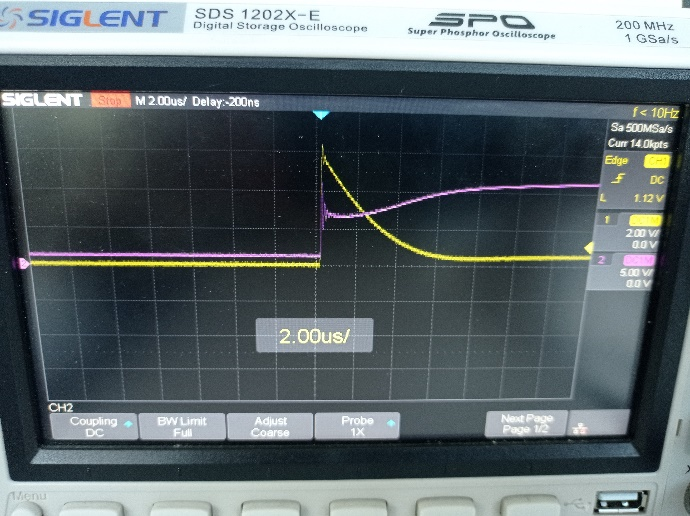 SIGLENT
SDS 1202X-E
Digital Storage Oscilloscope
SPO
Super Phosphor Oscilloscope
200 MHz
1 GSa/s
SIGLENT Stop M 2.00us/ Delay:-200ns
f < 10Hz
Sa 500MSa/s
Curr 14.0kpts
Edge CH1
DC
L 1.12 V
1 DC1M
2.00 V/
0.0 V
2 DC1M
5.00 V/
0.0 V
2.00us/
CH2
Coupling
DC
BW Limit
Full
Adjust
Coarse
Probe
1X
Next Page
Page 1/2
Menu